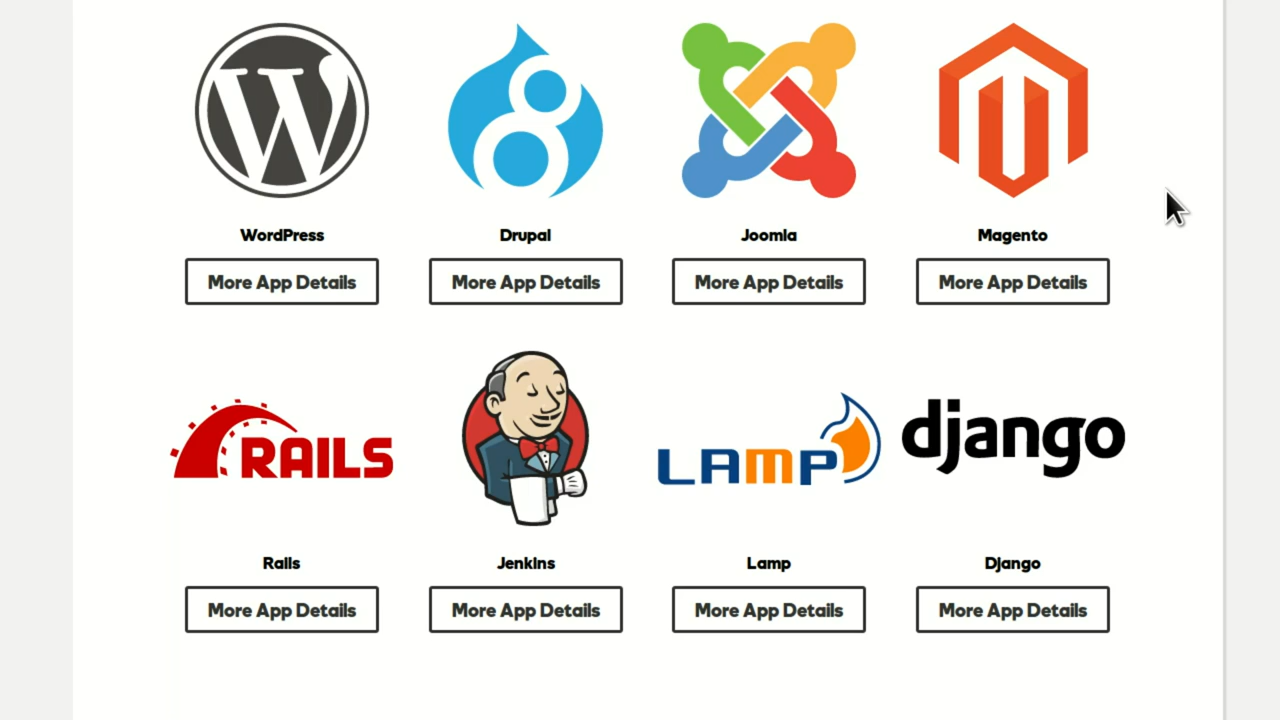 WordPress Drupal Joomla Magento
More App Details More App Details More App Details More App Details
RAILS LAMP django
Rails Jenkins Lamp Django
More App Details More App Details More App Details More App Details